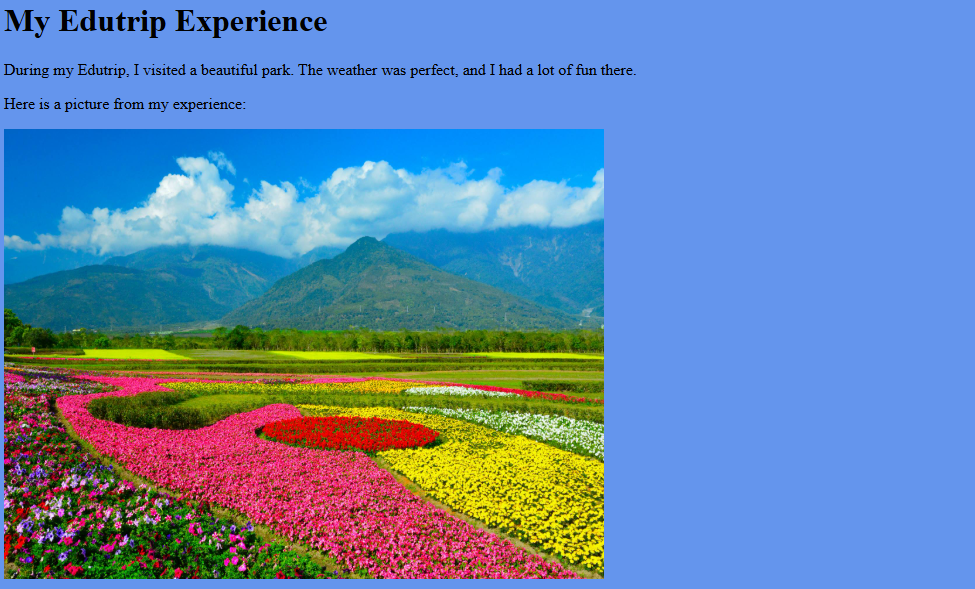 My Edutrip Experience
During my Edutrip, I visited a beautiful park. The weather was perfect, and I had a lot of fun there.
Here is a picture from my experience: